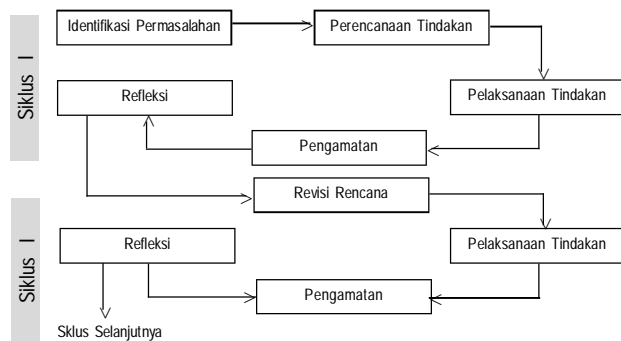 Siklus I
Identifikasi Permasalahan
Perencanaan Tindakan
Refleksi
Pelaksanaan Tindakan
Pengamatan
Siklus I
Revisi Rencana
Refleksi
Pelaksanaan Tindakan
Pengamatan
Sklus Selanjutnya